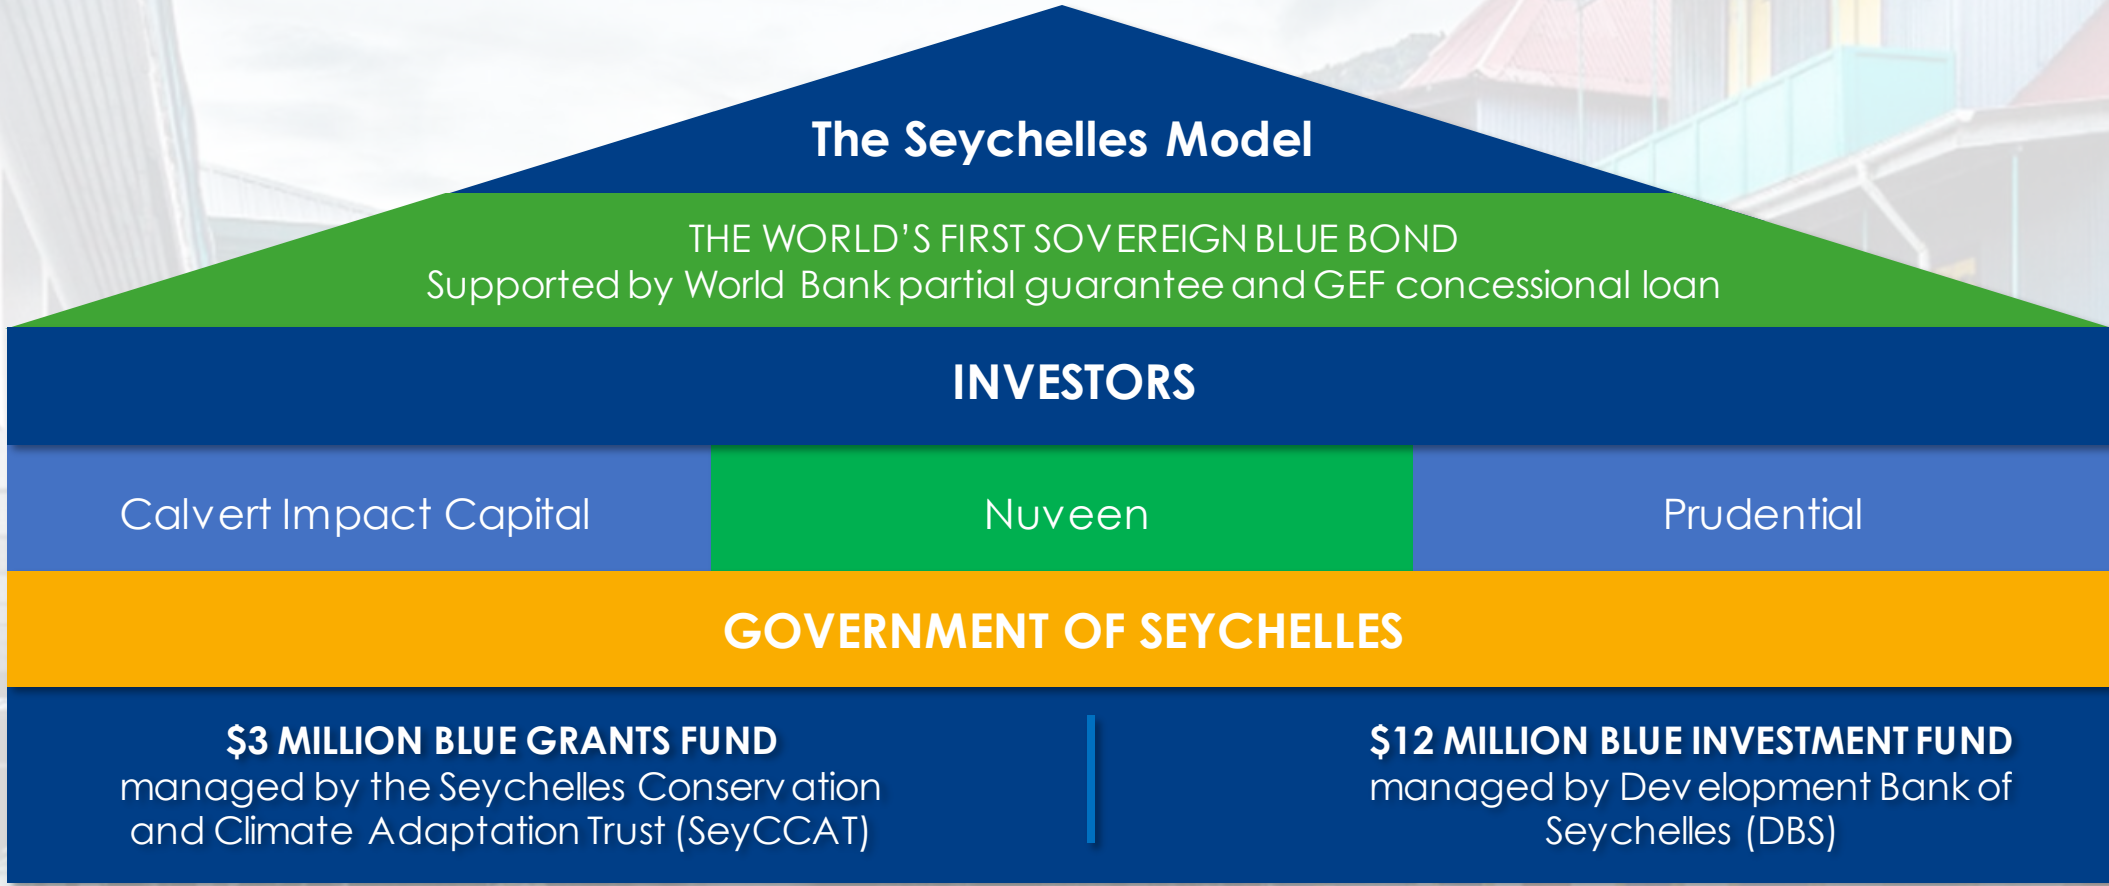 The Seychelles Model
THE WORLD'S FIRST SOVEREIGN BLUE BOND
Supported by World Bank partial guarantee and GEF concessional loan
INVESTORS
Calvert Impact Capital
Nuveen
Prudential
GOVERNMENT OF SEYCHELLES
$3 MILLION BLUE GRANTS FUND
managed by the Seychelles Conservation
and Climate Adaptation Trust (SeyCCAT)
$12 MILLION BLUE INVESTMENT FUND
managed by Development Bank of
Seychelles (DBS)